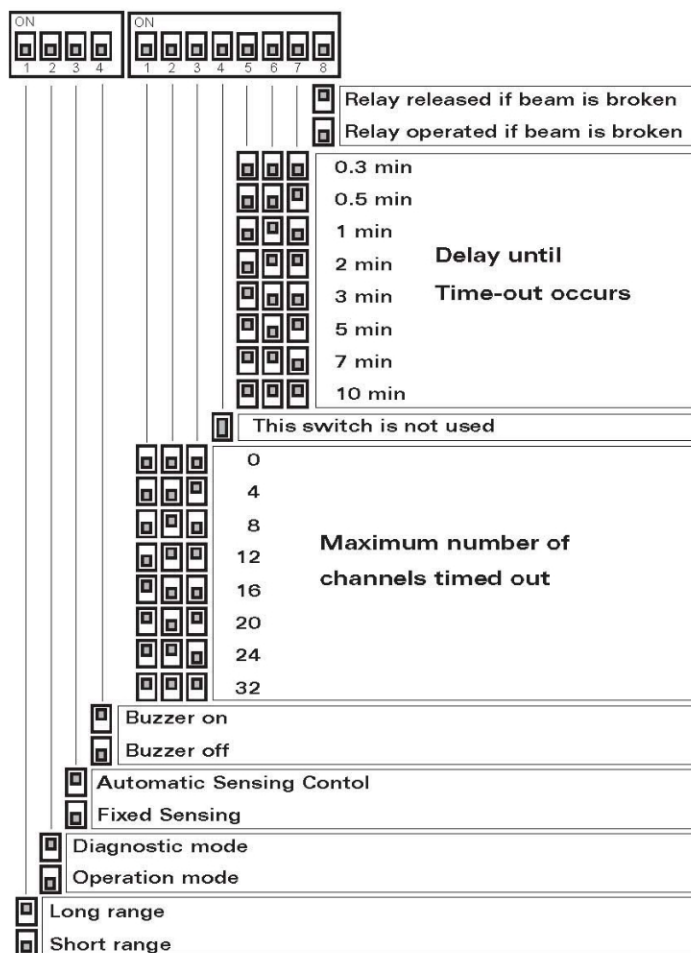 ON
ON
1 2 3 4
1 2 3 4 5 6 7 8
Relay released if beam is broken
Relay operated if beam is broken
0.3 min
0.5 min
1 min
2 min
Delay until
3 min
Time-out occurs
5 min
7 min
10 min
This switch is not used
0
4
8
12
Maximum number of
16
channels timed out
20
24
32
Buzzer on
Buzzer off
Automatic Sensing Contol
Fixed Sensing
Diagnostic mode
Operation mode
Long range
Short range